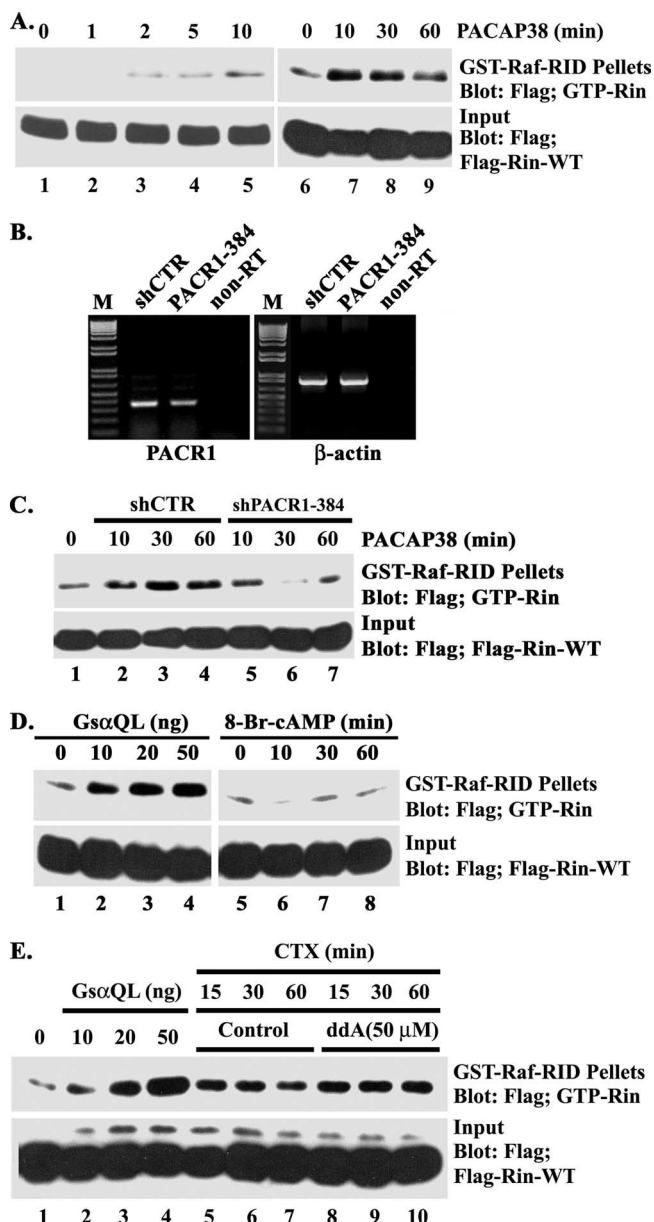 A.
0 1 2 5 10 0 10 30 60 PACAP38 (min)
GST-Raf-RID Pellets
Blot: Flag; GTP-Rin
Input
Blot: Flag;
Flag-Rin-WT
1 2 3 4 5 6 7 8 9
B.
M shCTR PACR1-384 non-RT M shCTR PACR1-384 non-RT
PACR1 β-actin
C.
shCTR shPACR1-384
0 10 30 60 10 30 60 PACAP38 (min)
GST-Raf-RID Pellets
Blot: Flag; GTP-Rin
Input
Blot: Flag; Flag-Rin-WT
1 2 3 4 5 6 7
D.
GsαQL (ng) 8-Br-cAMP (min)
0 10 20 50 0 10 30 60
GST-Raf-RID Pellets
Blot: Flag; GTP-Rin
Input
Blot: Flag; Flag-Rin-WT
1 2 3 4 5 6 7 8
E.
CTX (min)
GsαQL (ng) 15 30 60 15 30 60
0 10 20 50 Control ddA(50 μM)
GST-Raf-RID Pellets
Blot: Flag; GTP-Rin
Input
Blot: Flag;
Flag-Rin-WT
1 2 3 4 5 6 7 8 9 10